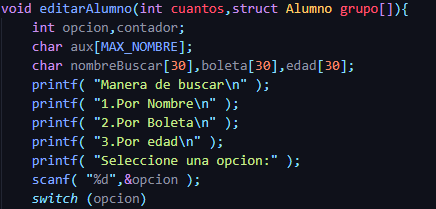 void editarAlumno(int cuantos,struct Alumno grupo[]){
int opcion,contador;
char aux[MAX_NOMBRE];
char nombreBuscar[30],boleta[30],edad[30];
printf( "Manera de buscar\n" );
printf( "1.Por Nombre\n" );
printf( "2.Por Boleta\n" );
printf( "3.Por edad\n" );
printf( "Seleccione una opcion:" );
scanf( "%d",&opcion );
switch (opcion)